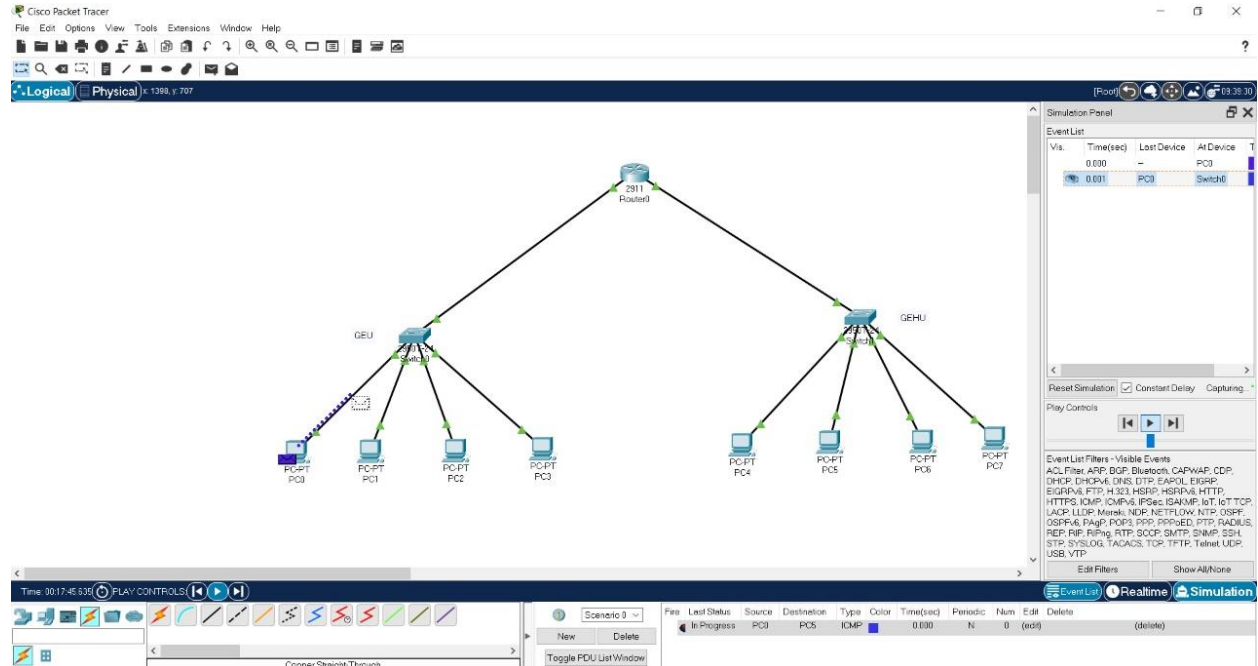 Cisco Packet Tracer
File Edit Options View Tools Extensions Window Help
?
Logical Physical x: 1398, y: 707 [Root] 09:39:30
Simulation Panel
Event List
Vis. Time(sec) Last Device At Device T
0.000 -- PC0
0.001 PC0 Switch0
2911
Router0
GEU
Switch0
GEHU
PC-PT
PC0
PC-PT
PC1
PC-PT
PC2
PC-PT
PC3
PC-PT
PC4
PC-PT
PC5
PC-PT
PC6
PC-PT
PC7
Reset Simulation Constant Delay Capturing...
Play Controls
Event List Filters - Visible Events
ACL Filter, ARP, BGP, Bluetooth, CAPWAP, CDP,
DHCP, DHCPv6, DNS, DTP, EAPOL, EIGRP,
EIGRPv6, FTP, H.323, HSRP, HSRPv6, HTTP,
HTTPS, ICMP, ICMPv6, IPSec, ISAKMP, IoT, IoT TCP,
LACP, LLDP, Meraki, NDP, NETFLOW, NTP, OSPF,
OSPFv6, PAgP, POP3, PPP, PPPoED, PTP, RADIUS,
REP, RIP, RIPng, RTP, SCCP, SMTP, SNMP, SSH,
STP, SYSLOG, TACACS, TCP, TFTP, Telnet, UDP,
USB, VTP
Edit Filters Show All/None
Time: 00:17:45.635 PLAY CONTROLS: Event List Realtime Simulation
Scenario 0
New Delete
Toggle PDU List Window
Fire Last Status Source Destination Type Color Time(sec) Periodic Num Edit Delete
In Progress PC0 PC5 ICMP 0.000 N 0 (edit) (delete)
Copper Straight-Through